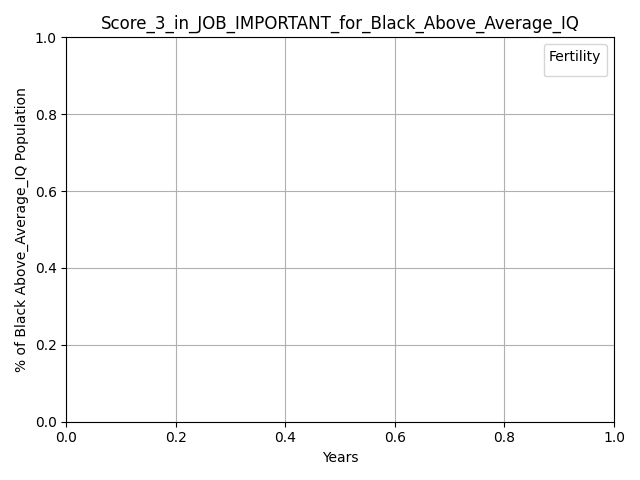 Score_3_in_JOB_IMPORTANT_for_Black_Above_Average_IQ
Fertility
% of Black Above_Average_IQ Population
1.0
0.8
0.6
0.4
0.2
0.0
0.0 0.2 0.4 0.6 0.8 1.0
Years